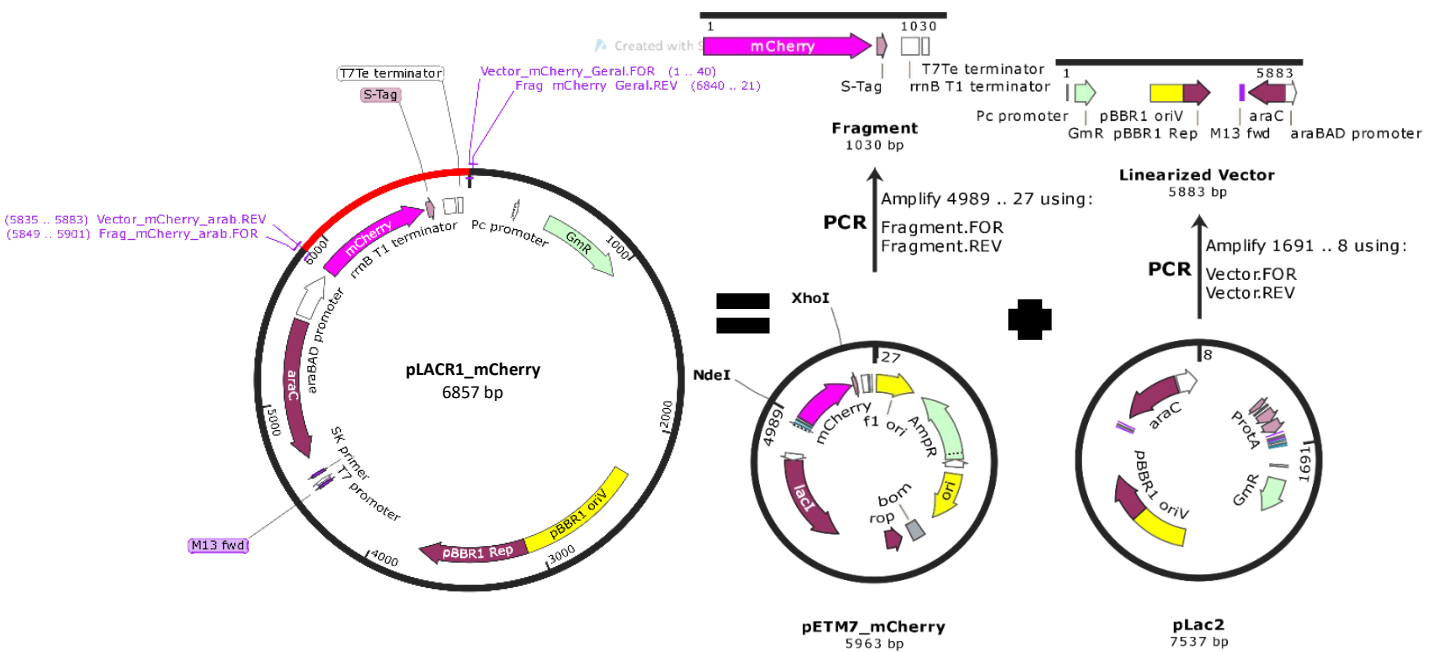 1
1030
mCherry
Created with S
T7Te terminator
S-Tag
rrnB T1 terminator
Fragment
1030 bp
1
5883
Pc promoter
pBBR1 oriV
araC
GmR
pBBR1 Rep
M13 fwd
araBAD promoter
Linearized Vector
5883 bp
T7Te terminator
S-Tag
Vector_mCherry_Geral.FOR (1 .. 40)
Frag mCherry Geral.REV (6840 .. 21)
(5835 .. 5883) Vector_mCherry_arab.REV
(5849 .. 5901) Frag_mCherry_arab.FOR
6000
mCherry
rrnB T1 terminator
Pc promoter
GmR
1000
araBAD promoter
araC
pLACR1_mCherry
6857 bp
5000
2000
SK primer
T7 promoter
M13 fwd
4000
pBBR1 Rep
pBBR1 oriV
3000
PCR
Amplify 4989 .. 27 using:
Fragment.FOR
Fragment.REV
PCR
Amplify 1691 .. 8 using:
Vector.FOR
Vector.REV
XhoI
NdeI
27
4989
mCherry
f1 ori
AmpR
ori
bom
rop
lacI
pETM7_mCherry
5963 bp
8
araC
ProtA
1691
GmR
pBBR1 oriV
pLac2
7537 bp